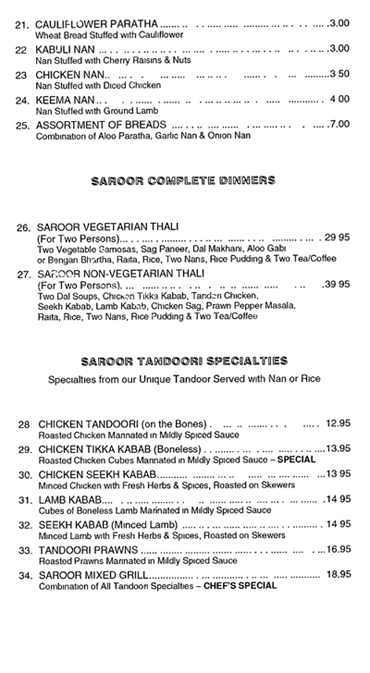 21. CAULIFLOWER PARATHA ................ 3.00
Wheat Bread Stuffed with Cauliflower
22 KABULI NAN ................ 3.00
Nan Stuffed with Cherry Raisins & Nuts
23 CHICKEN NAN ................ 3 50
Nan Stuffed with Diced Chicken
24. KEEMA NAN ................ 4 00
Nan Stuffed with Ground Lamb
25. ASSORTMENT OF BREADS ................ 7.00
Combination of Aloo Paratha, Garlic Nan & Onion Nan
SAROOR COMPLETE DINNERS
26. SAROOR VEGETARIAN THALI
(For Two Persons) ................ 29 95
Two Vegetable Samosas, Sag Paneer, Dal Makhani, Aloo Gabi
or Bengan Bhartha, Raita, Rice, Two Nans, Rice Pudding & Two Tea/Coffee
27. SAROOR NON-VEGETARIAN THALI
(For Two Persons) ................ 39 95
Two Dal Soups, Chicken Tikka Kabab, Tandoori Chicken,
Seekh Kabab, Lamb Kabab, Chicken Sag, Prawn Pepper Masala,
Raita, Rice, Two Nans, Rice Pudding & Two Tea/Coffee
SAROOR TANDOORI SPECIALTIES
Specialties from our Unique Tandoor Served with Nan or Rice
28 CHICKEN TANDOORI (on the Bones) ................ 12.95
Roasted Chicken Marinated in Mildly Spiced Sauce
29. CHICKEN TIKKA KABAB (Boneless) ................ 13.95
Roasted Chicken Cubes Marinated in Mildly Spiced Sauce – SPECIAL
30. CHICKEN SEEKH KABAB ................ 13 95
Minced Chicken with Fresh Herbs & Spices, Roasted on Skewers
31. LAMB KABAB ................ 14 95
Cubes of Boneless Lamb Marinated in Mildly Spiced Sauce
32. SEEKH KABAB (Minced Lamb) ................ 14 95
Minced Lamb with Fresh Herbs & Spices, Roasted on Skewers
33. TANDOORI PRAWNS ................ 16.95
Roasted Prawns Marinated in Mildly Spiced Sauce
34. SAROOR MIXED GRILL ................ 18.95
Combination of All Tandoori Specialties – CHEF'S SPECIAL